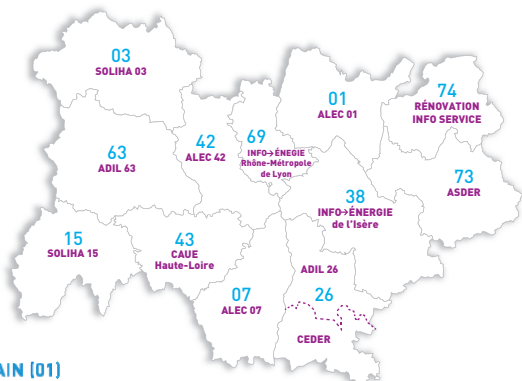 03
SOLIHA 03
01
ALEC 01
74
RÉNOVATION
INFO SERVICE
63
ADIL 63
42
ALEC 42
69
INFO→ÉNEGIE
Rhône-Métropole
de Lyon
73
ASDER
38
INFO→ÉNERGIE
de l'Isère
15
SOLIHA 15
43
CAUE
Haute-Loire
07
ALEC 07
ADIL 26
26
CEDER
AIN (01)